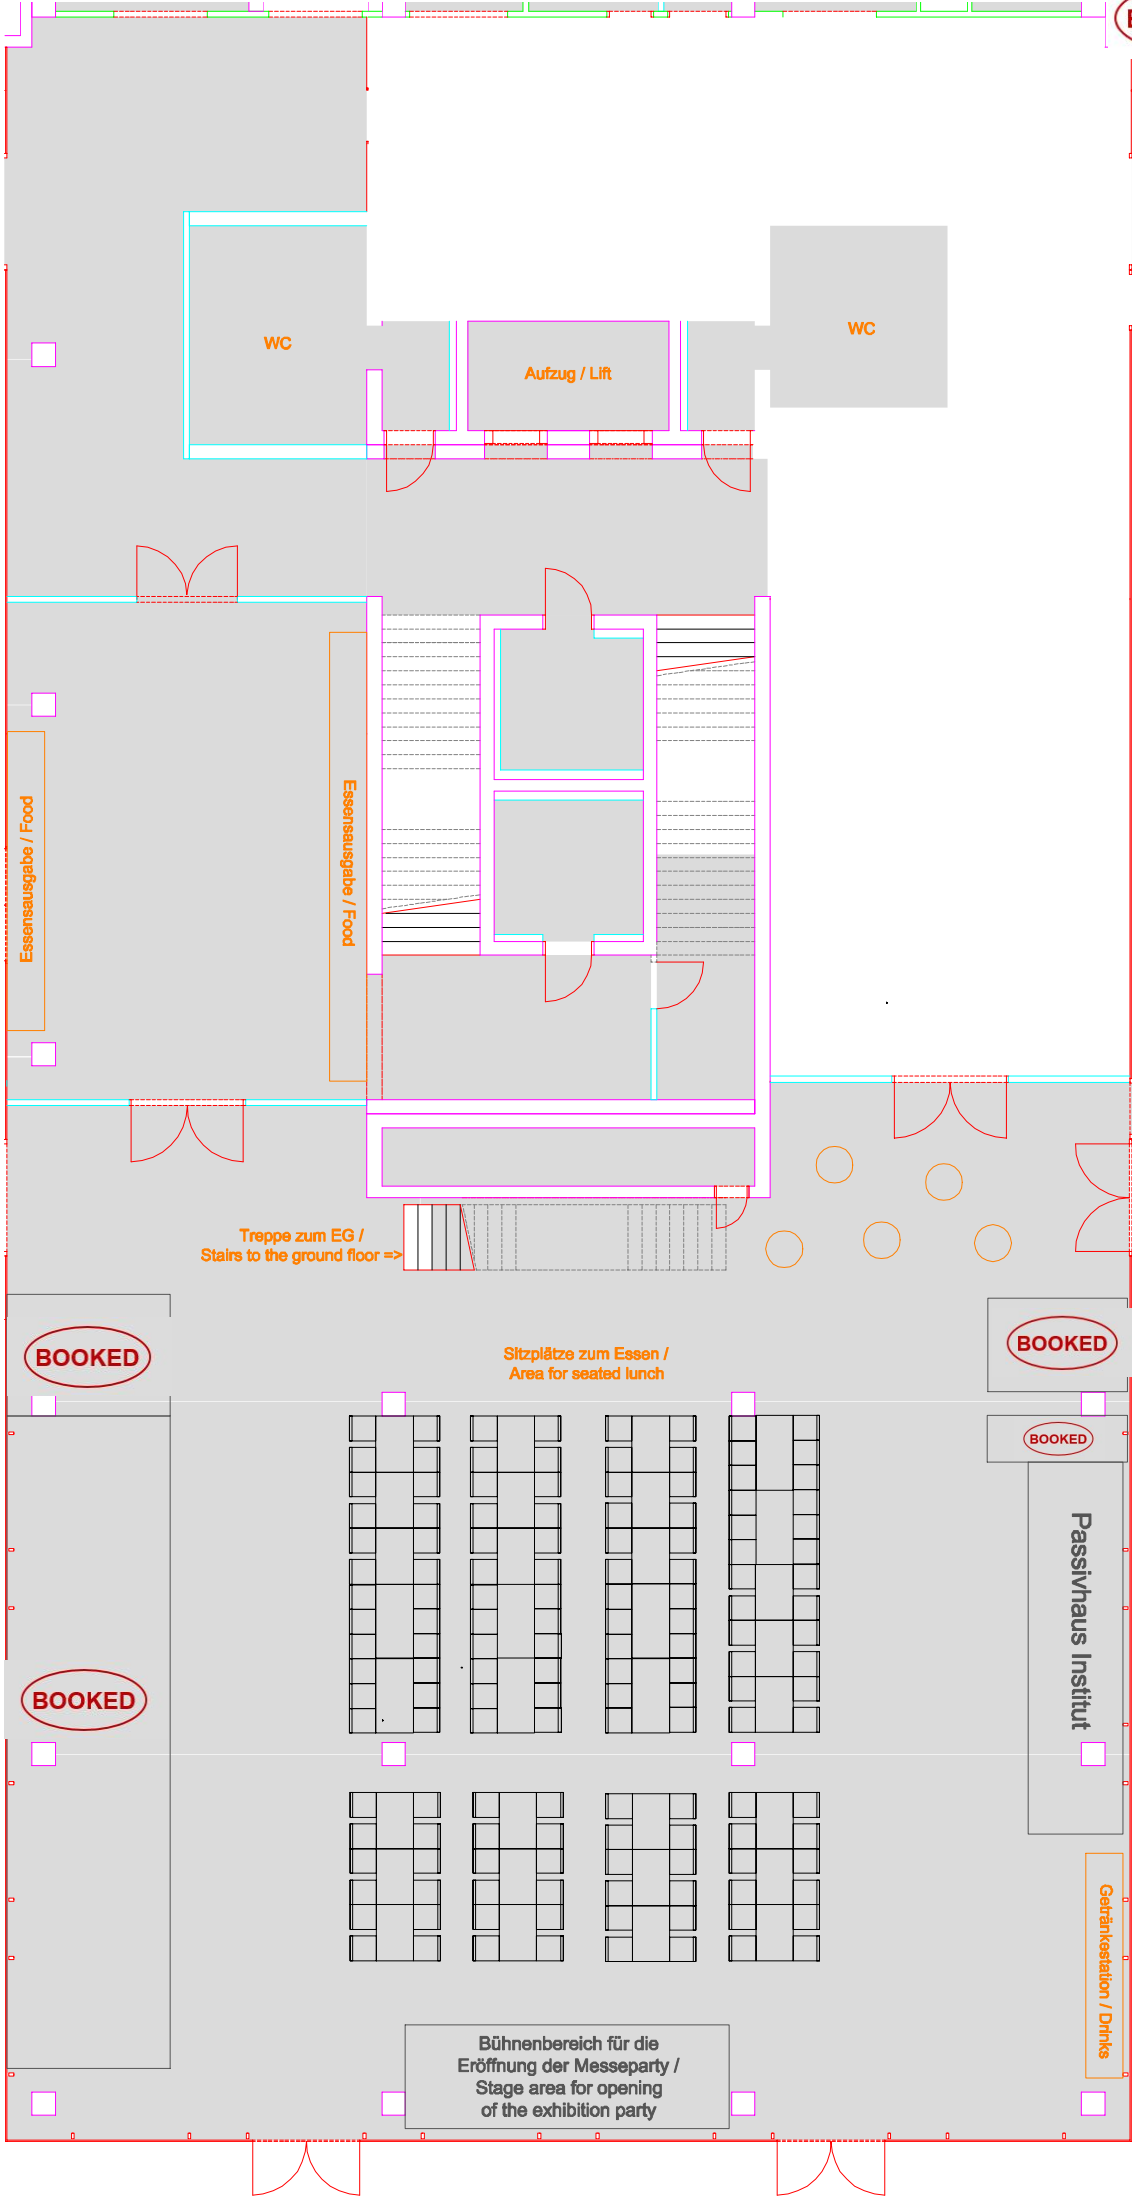 WC
WC
Aufzug / Lift
Essensausgabe / Food
Essensausgabe / Food
Treppe zum EG /
Stairs to the ground floor =>
BOOKED
Sitzplätze zum Essen /
Area for seated lunch
BOOKED
BOOKED
Passivhaus Institut
BOOKED
Getränkestation / Drinks
Bühnenbereich für die
Eröffnung der Messeparty /
Stage area for opening
of the exhibition party